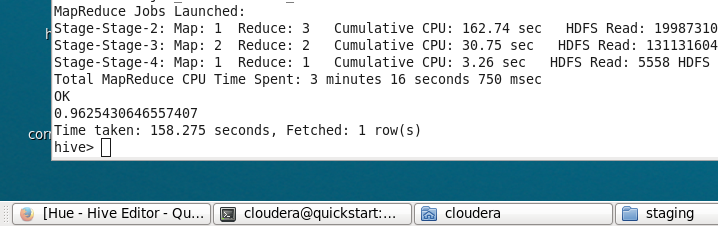 MapReduce Jobs Launched:
Stage-Stage-2: Map: 1 Reduce: 3 Cumulative CPU: 162.74 sec HDFS Read: 19987310
Stage-Stage-3: Map: 2 Reduce: 2 Cumulative CPU: 30.75 sec HDFS Read: 131131604
Stage-Stage-4: Map: 1 Reduce: 1 Cumulative CPU: 3.26 sec HDFS Read: 5558 HDFS
Total MapReduce CPU Time Spent: 3 minutes 16 seconds 750 msec
OK
0.9625430646557407
Time taken: 158.275 seconds, Fetched: 1 row(s)
hive>
[Hue - Hive Editor - Qu... cloudera@quickstart:... cloudera staging